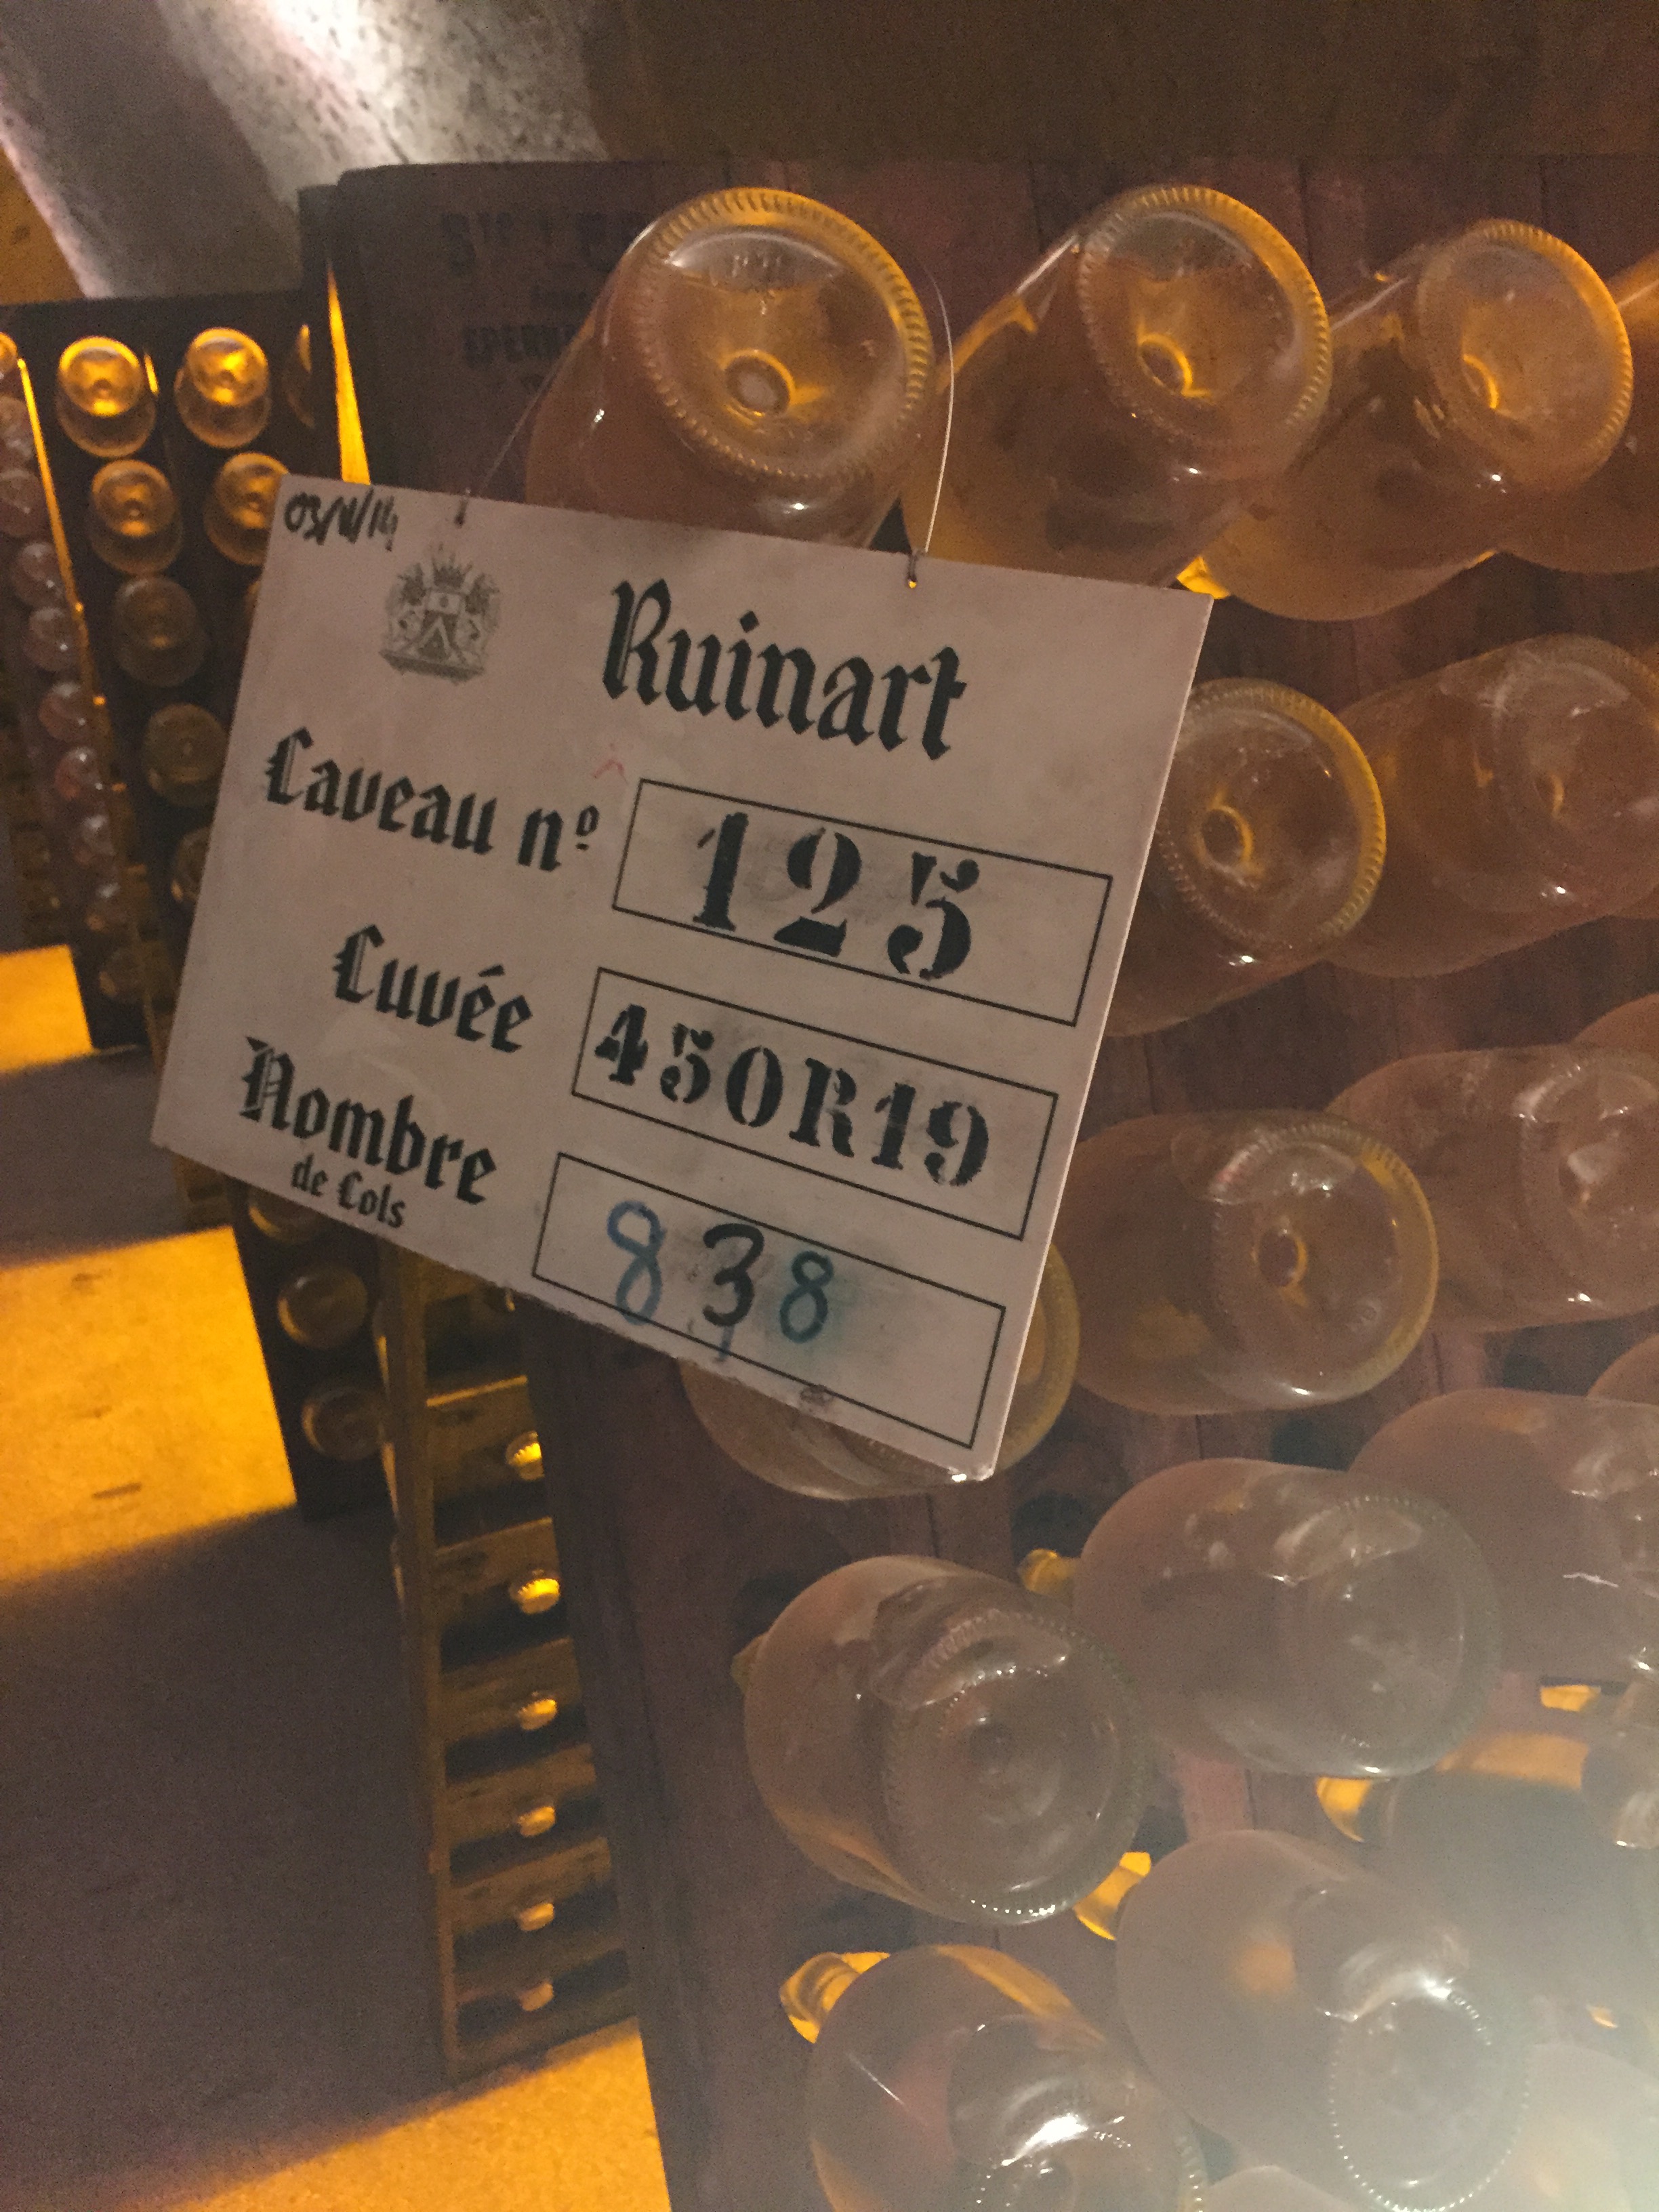 03/11/14
Ruinart
Caveau nº 125
Cuvée 450R19
Nombre 838
de Cols